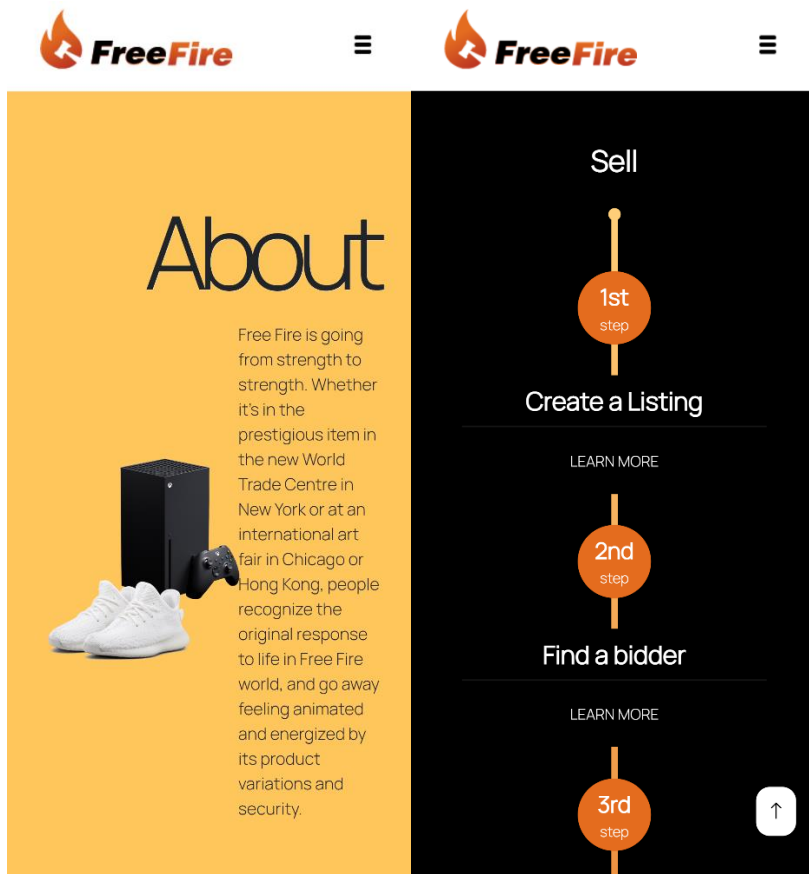 FreeFire
About
Free Fire is going
from strength to
strength. Whether
it's in the
prestigious item in
the new World
Trade Centre in
New York or at an
international art
fair in Chicago or
Hong Kong, people
recognize the
original response
to life in Free Fire
world, and go away
feeling animated
and energized by
its product
variations and
security.
FreeFire
Sell
1st
step
Create a Listing
LEARN MORE
2nd
step
Find a bidder
LEARN MORE
3rd
step